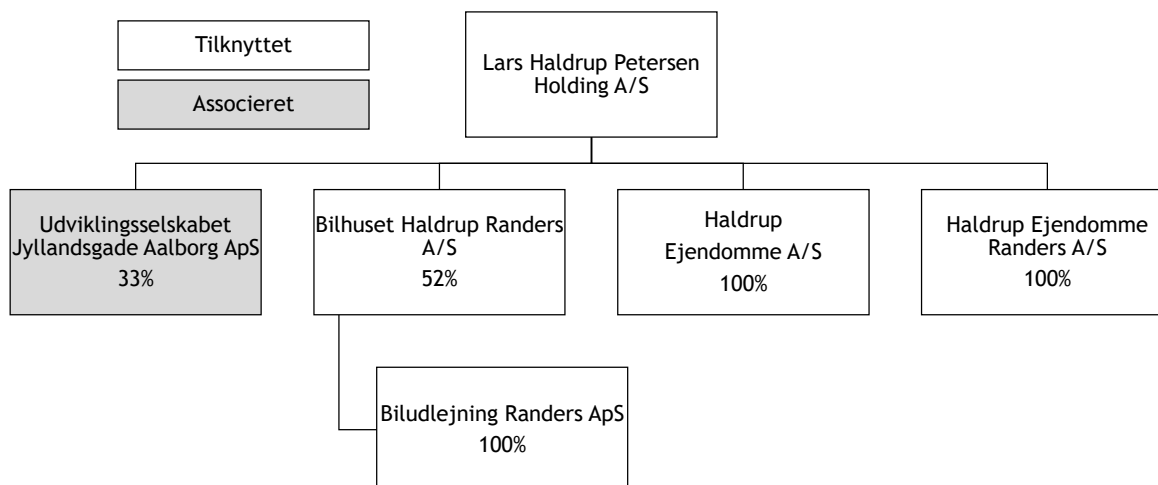 Tilknyttet
Associeret
Lars Haldrup Petersen
Holding A/S
Udviklingsselskabet
Jyllandsgade Aalborg ApS
33%
Bilhuset Haldrup Randers
A/S
52%
Haldrup
Ejendomme A/S
100%
Haldrup Ejendomme
Randers A/S
100%
Biludlejning Randers ApS
100%